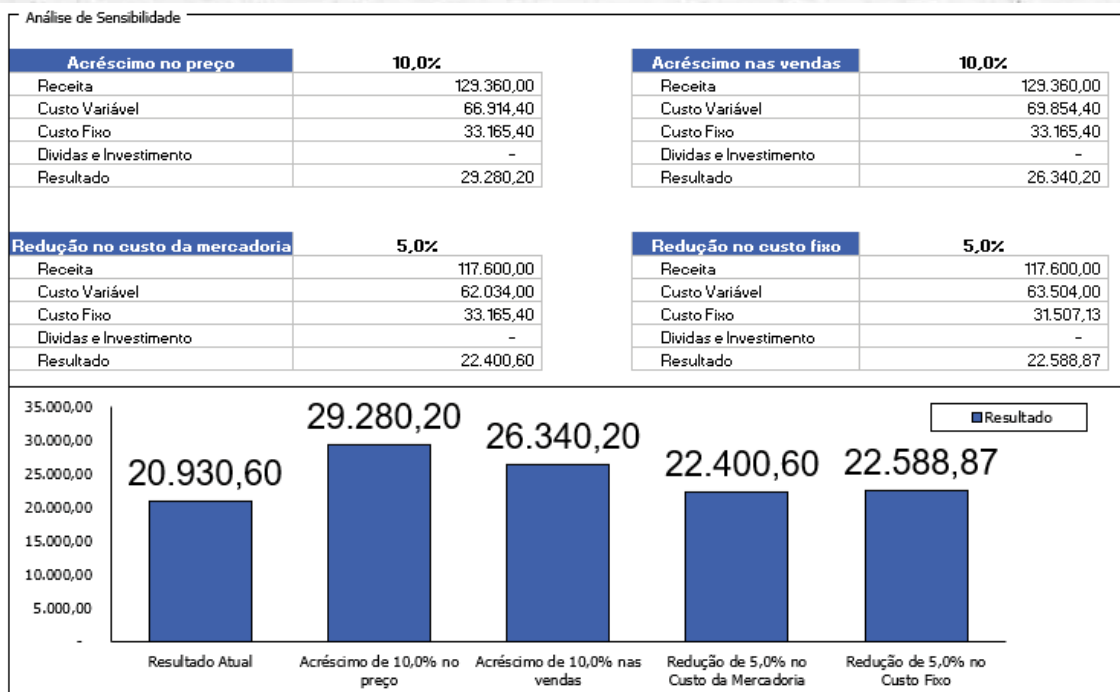 Análise de Sensibilidade
Acréscimo no preço 10,0%
Receita 129.360,00
Custo Variável 66.914,40
Custo Fixo 33.165,40
Dividas e Investimento -
Resultado 29.280,20
Acréscimo nas vendas 10,0%
Receita 129.360,00
Custo Variável 69.854,40
Custo Fixo 33.165,40
Dividas e Investimento -
Resultado 26.340,20
Redução no custo da mercadoria 5,0%
Receita 117.600,00
Custo Variável 62.034,00
Custo Fixo 33.165,40
Dividas e Investimento -
Resultado 22.400,60
Redução no custo fixo 5,0%
Receita 117.600,00
Custo Variável 63.504,00
Custo Fixo 31.507,13
Dividas e Investimento -
Resultado 22.588,87
Resultado
35.000,00
30.000,00
25.000,00
20.000,00
15.000,00
10.000,00
5.000,00
-
20.930,60
29.280,20
26.340,20
22.400,60
22.588,87
Resultado Atual
Acréscimo de 10,0% no
preço
Acréscimo de 10,0% nas
vendas
Redução de 5,0% no
Custo da Mercadoria
Redução de 5,0% no
Custo Fixo